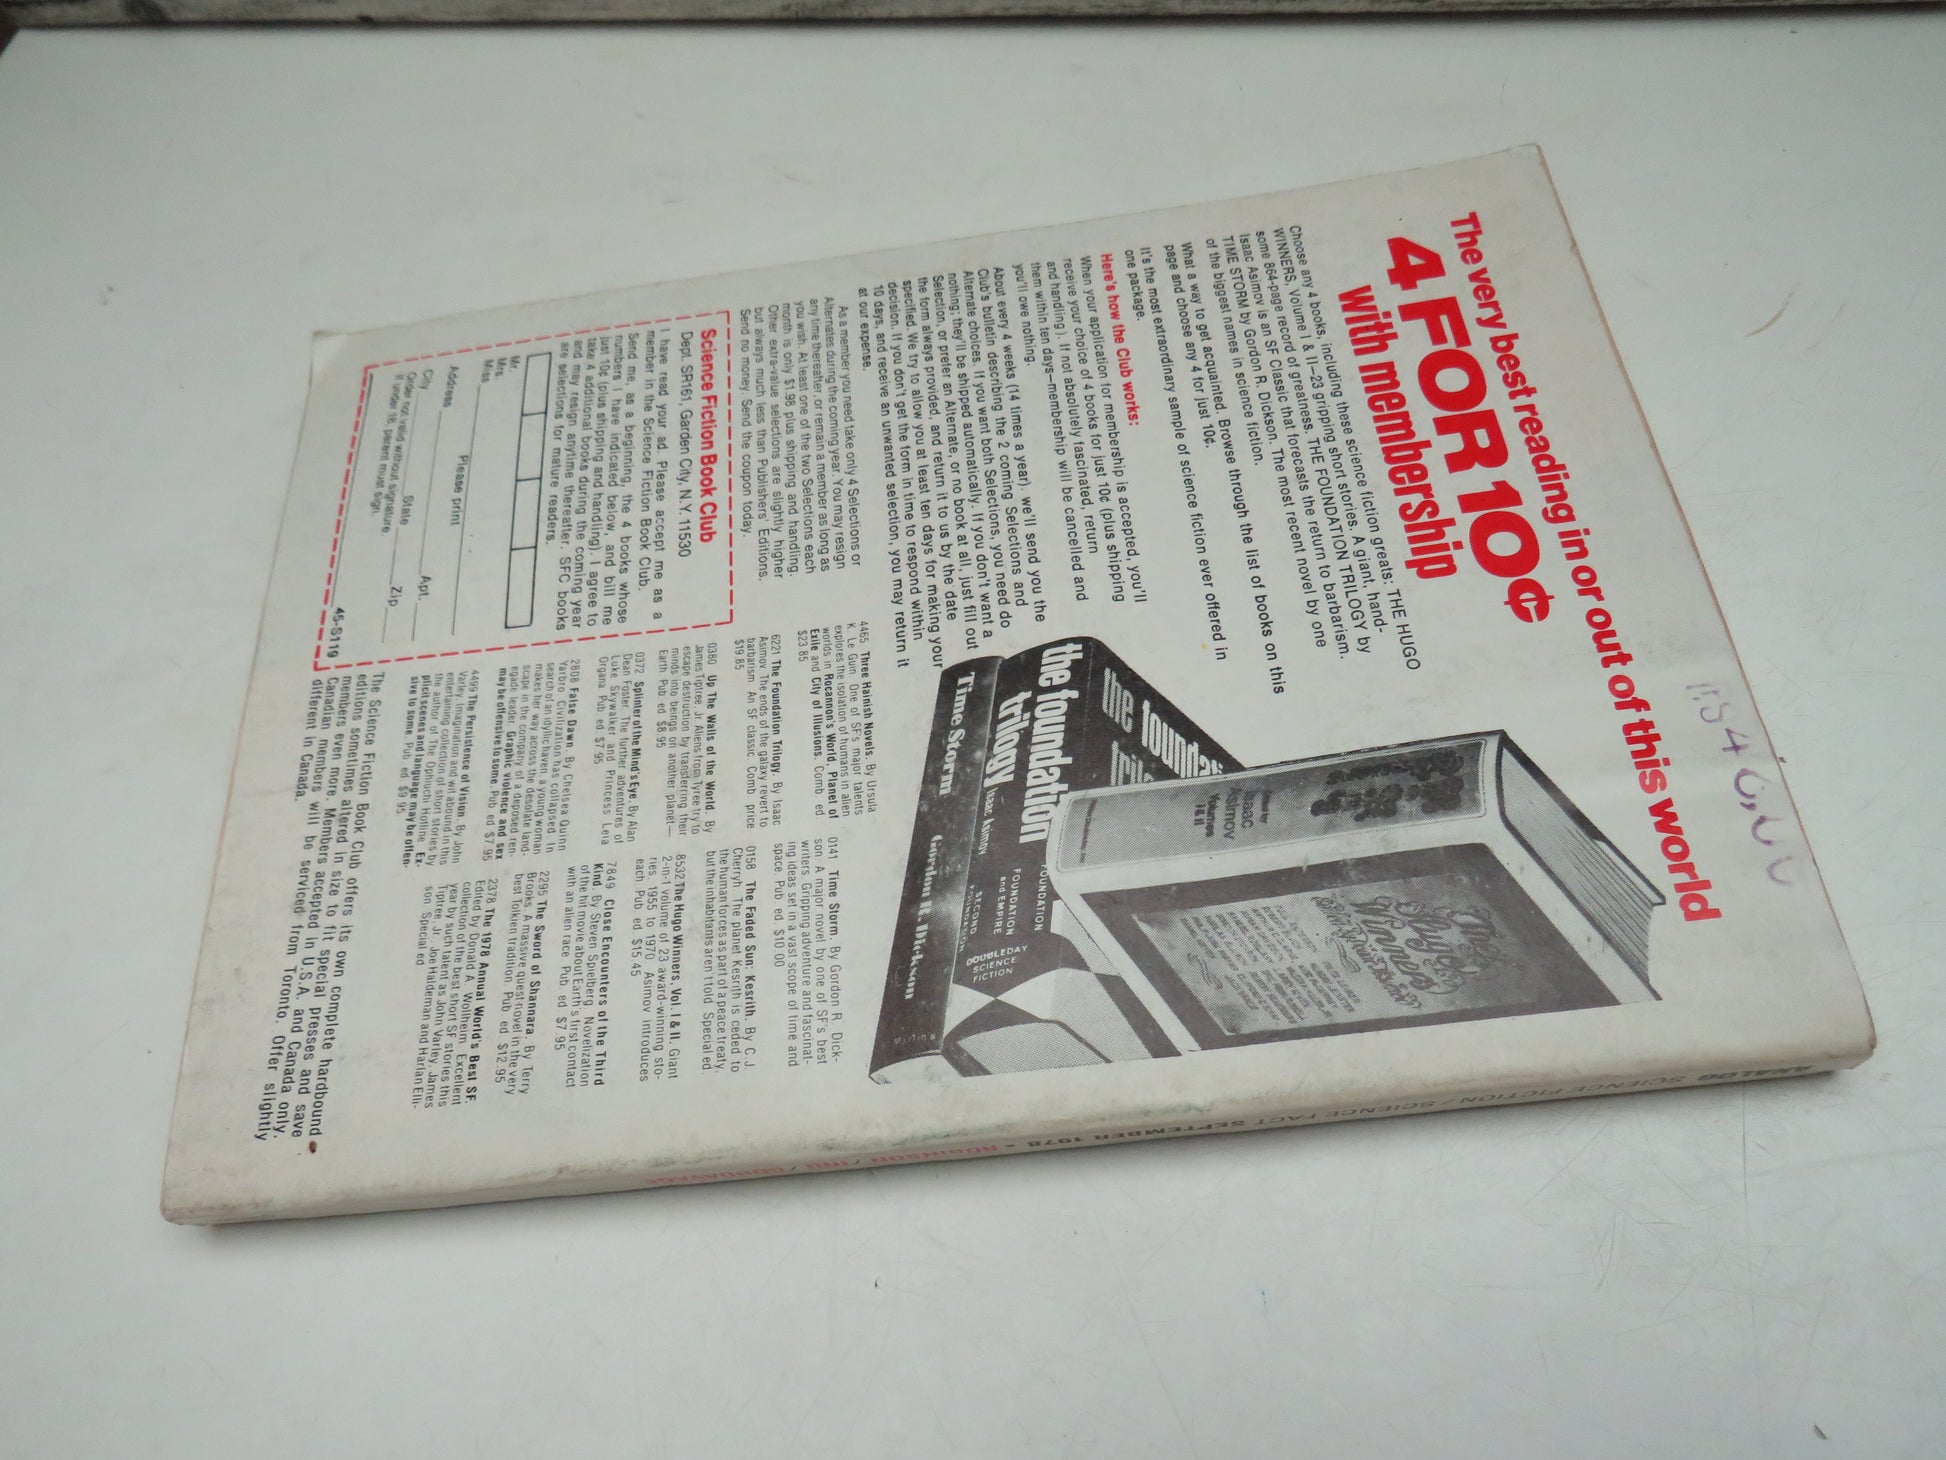 The very best reading in or out of this world
4 FOR 10¢
with membership
Choose any 4 books, including these science fiction greats: THE HUGO
WINNERS, Volume I & II—23 gripping short stories. A giant, hand-
some 864-page record of greatness. THE FOUNDATION TRILOGY by
Isaac Asimov is an SF Classic that forecasts the return to barbarism.
TIME STORM by Gordon R. Dickson. The most recent novel by one
of the biggest names in science fiction.
What a way to get acquainted. Browse through the list of books on this
page and choose any 4 for just 10¢.
It's the most extraordinary sample of science fiction ever offered in
one package.
Here's how the Club works:
When your application for membership is accepted, you'll
receive your choice of 4 books for just 10¢ (plus shipping
and handling). If not absolutely fascinated, return
them within ten days—membership will be cancelled and
you'll owe nothing.
About every 4 weeks (14 times a year), we'll send you the
Club's bulletin describing the 2 coming Selections and
Alternate choices. If you want both Selections, you need do
nothing; they'll be shipped automatically. If you don't want a
Selection, or prefer an Alternate, or no book at all, just fill out
the form always provided, and return it to us by the date
specified. We try to allow you at least ten days for making your
decision. If you don't get the form in time to respond within
10 days, and receive an unwanted selection, you may return it
at our expense.
As a member you need take only 4 Selections or
Alternates during the coming year. You may resign
any time thereafter, or remain a member as long as
you wish. At least one of the two Selections each
month is only $1.98 plus shipping and handling.
Other extra-value selections are slightly higher
but always much less than Publishers' Editions.
Send no money. Send the coupon today.
Science Fiction Book Club
Dept. SR161, Garden City, N.Y. 11530
I have read your ad. Please accept me as a
member in the Science Fiction Book Club.
Send me, as a beginning, the 4 books whose
numbers I have indicated below, and bill me
just 10¢ (plus shipping and handling). I agree to
take 4 additional books during the coming year
and may resign anytime thereafter. SFC books
are selections for mature readers.
Mr.
Mrs.
Miss
Please print
Address Apt.
City State Zip
Order not valid without signature.
If under 18, parent must sign.
45-S119
the foundation
trilogy Isaac Asimov
FOUNDATION
FOUNDATION
and EMPIRE
SECOND
FOUNDATION
DOUBLEDAY
SCIENCE
FICTION
Time Storm Gordon R. Dickson
Isaac
Asimov
Volumes
I & II
The
Hugo
Winners
4465 Three Hainish Novels. By Ursula
K. Le Guin. One of SF's major talents
explores the isolation of humans in alien
worlds in Rocannon's World, Planet of
Exile and City of Illusions. Comb ed
$23.85
6221 The Foundation Trilogy. By Isaac
Asimov. The ends of the galaxy revert to
barbarism. An SF classic. Comb price
$19.85
0380 Up The Walls of the World. By
James Tiptree, Jr. Aliens from Tyree try to
escape destruction by transferring their
minds into beings on another planet—
Earth. Pub ed $8.95
0372 Splinter of the Mind's Eye. By Alan
Dean Foster. The further adventures of
Luke Skywalker and Princess Leia
Organa. Pub ed $7.95
2808 False Dawn. By Chelsea Quinn
Yarbro. Civilization has collapsed. In
search of an idyllic haven, a young woman
makes her way across the desolate land-
scape in the company of a deposed ren-
egade leader. Graphic violence and sex
may be offensive to some. Pub ed $7.95
4499 The Persistence of Vision. By John
Varley. Imagination and wit abound in this
entertaining collection of short stories by
the author of The Ophiuchi Hotline. Ex-
plicit scenes and language may be offen-
sive to some. Pub ed $9.95
0141 Time Storm. By Gordon R. Dick-
son. A major novel by one of SF's best
writers. Gripping adventure and fascinat-
ing ideas set in a vast scope of time and
space. Pub ed $10.00
0158 The Faded Sun: Kesrith. By C.J.
Cherryh. The planet Kesrith is ceded to
the human forces as part of a peace treaty,
but the inhabitants aren't told. Special ed.
8532 The Hugo Winners, Vol. I & II. Giant
2-in-1 volume of 23 award-winning sto-
ries, 1955 to 1970. Asimov introduces
each. Pub ed $15.45
7849 Close Encounters of the Third
Kind. By Steven Spielberg. Novelization
of the hit movie about Earth's first contact
with an alien race. Pub ed $7.95
2295 The Sword of Shannara. By Terry
Brooks. A massive quest-novel in the very
best Tolkien tradition. Pub ed $12.95
2378 The 1978 Annual World's Best SF.
Edited by Donald A. Wollheim. Excellent
collection of the best short SF stories this
year by such talent as John Varley, James
Tiptree, Jr., Joe Haldeman and Harlan Elli-
son. Special ed.
The Science Fiction Book Club offers its own complete hardbound
editions sometimes altered in size to fit special presses and save
members even more. Members accepted in U.S.A. and Canada only.
Canadian members will be serviced from Toronto. Offer slightly
different in Canada.
ANALOG SCIENCE FICTION/SCIENCE FACT SEPTEMBER 1978 • ROBINSON / ING / GOODAVAGE